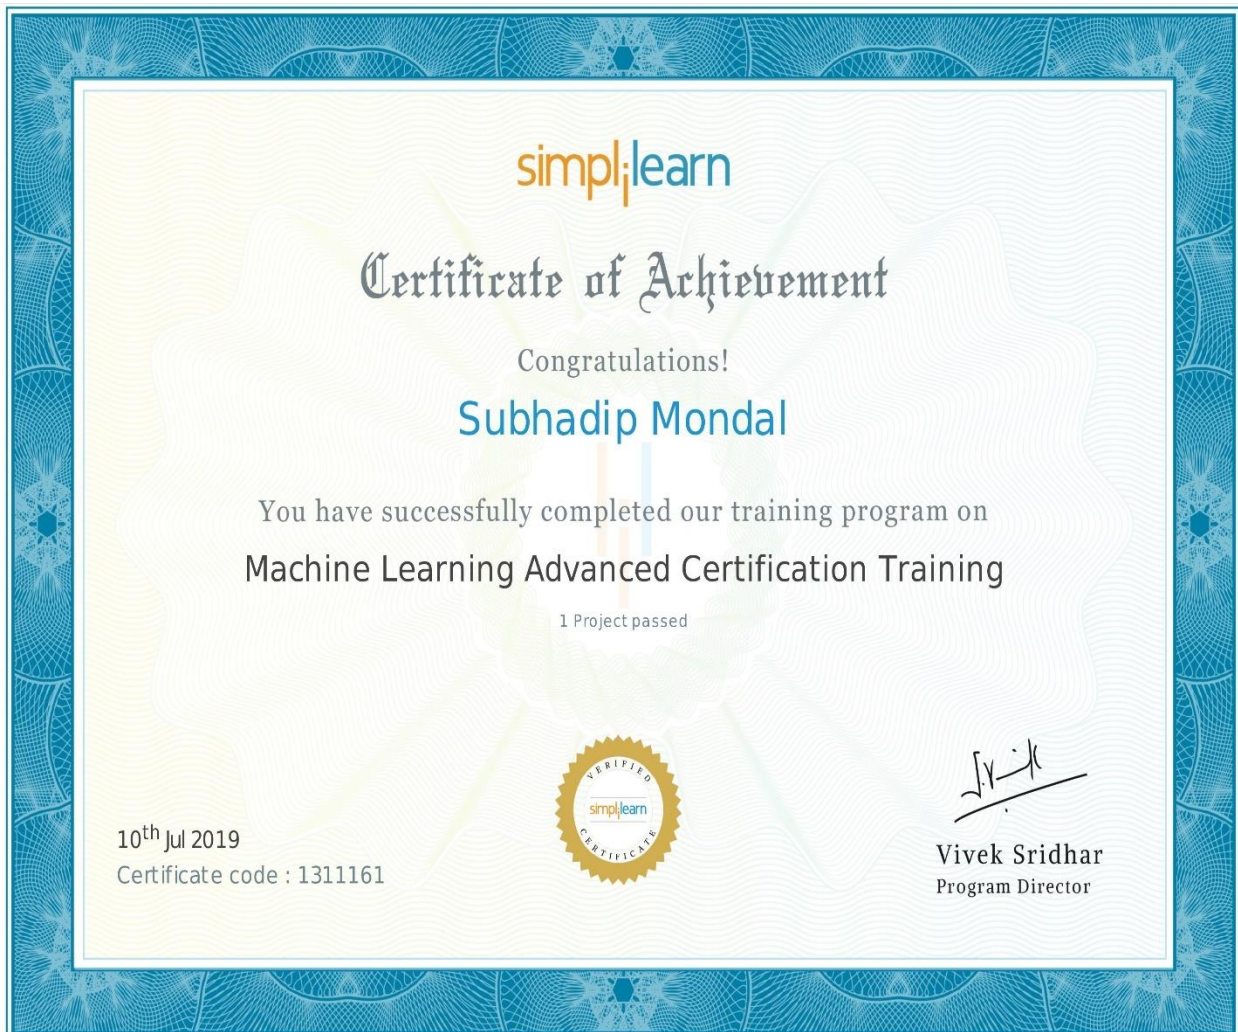 simplilearn
Certificate of Achievement
Congratulations!
Subhadip Mondal
You have successfully completed our training program on
Machine Learning Advanced Certification Training
1 Project passed
VERIFIED
simplilearn
CERTIFICATE
10th Jul 2019
Certificate code : 1311161
Vivek Sridhar
Program Director